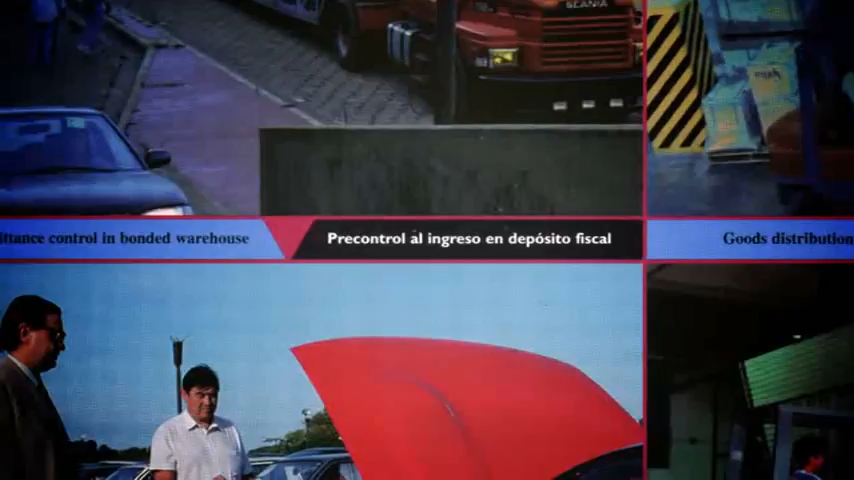 SCANIA
ittance control in bonded warehouse
Precontrol al ingreso en depósito fiscal
Goods distribution